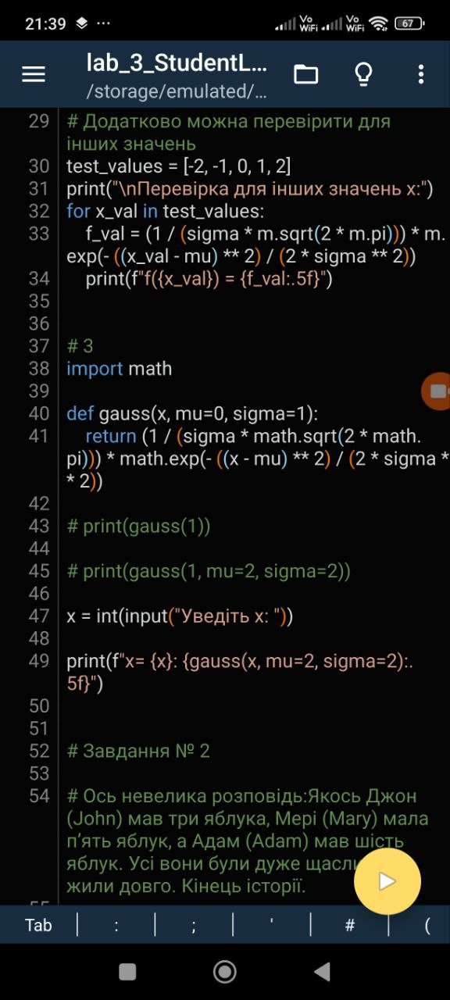 21:39 ...
Vo WiFi Vo WiFi 67
lab_3_StudentL...
/storage/emulated/...
29 # Додатково можна перевірити для
інших значень
30 test_values = [-2, -1, 0, 1, 2]
31 print("\nПеревірка для інших значень x:")
32 for x_val in test_values:
33 f_val = (1 / (sigma * m.sqrt(2 * m.pi))) * m.
exp(- ((x_val - mu) ** 2) / (2 * sigma ** 2))
34 print(f"f({x_val}) = {f_val:.5f}")
35
36
37 # 3
38 import math
39
40 def gauss(x, mu=0, sigma=1):
41 return (1 / (sigma * math.sqrt(2 * math.
pi))) * math.exp(- ((x - mu) ** 2) / (2 * sigma *
* 2))
42
43 # print(gauss(1))
44
45 # print(gauss(1, mu=2, sigma=2))
46
47 x = int(input("Уведіть x: "))
48
49 print(f"x= {x}: {gauss(x, mu=2, sigma=2):.
5f}")
50
51
52 # Завдання № 2
53
54 # Ось невелика розповідь:Якось Джон
(John) мав три яблука, Мері (Mary) мала
п’ять яблук, а Адам (Adam) мав шість
яблук. Усі вони були дуже щасли
жили довго. Кінець історії.
Tab : ; ' # (